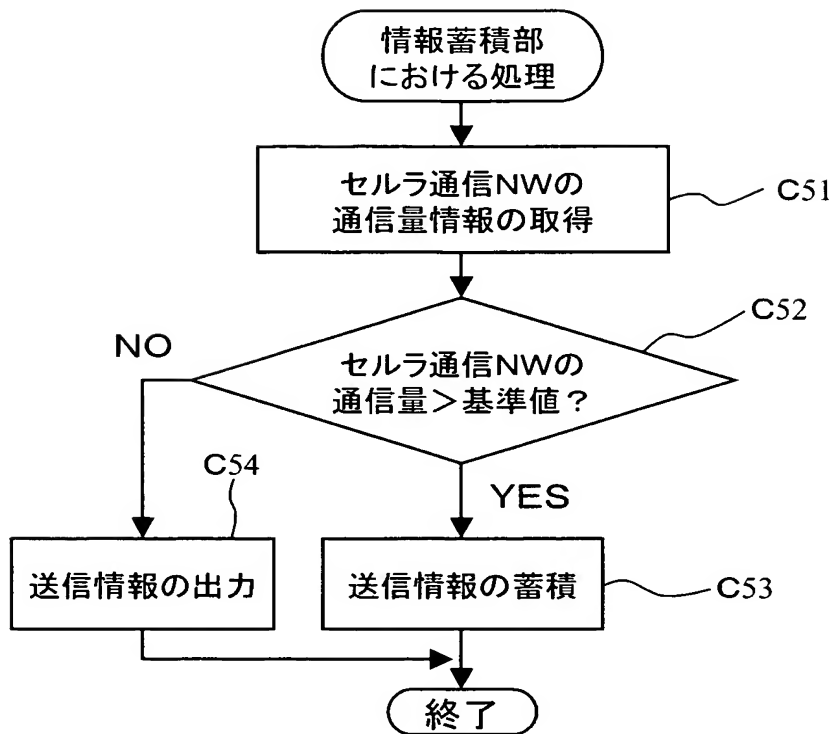 情報蓄積部
における処理
セルラ通信NWの
通信量情報の取得
C51
C52
NO
セルラ通信NWの
通信量＞基準値？
C54
YES
送信情報の出力
送信情報の蓄積
C53
終了